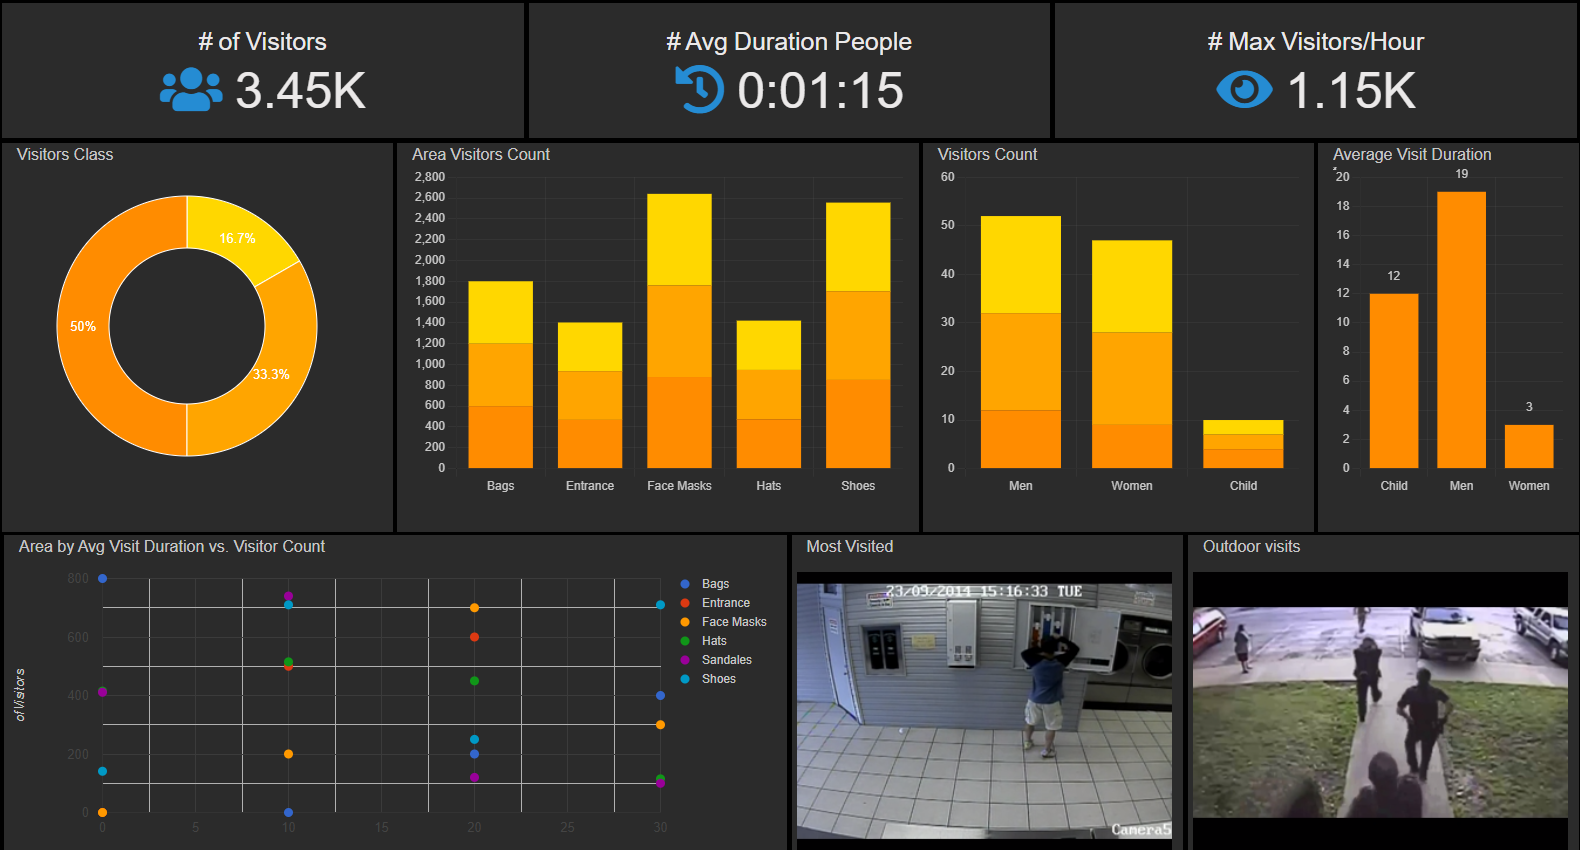 # of Visitors
3.45K
# Avg Duration People
0:01:15
# Max Visitors/Hour
1.15K
Visitors Class
16.7%
50%
33.3%
Area Visitors Count
2,800
2,600
2,400
2,200
2,000
1,800
1,600
1,400
1,200
1,000
800
600
400
200
0
Bags Entrance Face Masks Hats Shoes
Visitors Count
60
50
40
30
20
10
0
Men Women Child
Average Visit Duration
20
18
16
14
12
10
8
6
4
2
0
12
19
3
Child Men Women
Area by Avg Visit Duration vs. Visitor Count
of Visitors
800
600
400
200
0
0 5 10 15 20 25 30
Bags
Entrance
Face Masks
Hats
Sandales
Shoes
Most Visited
23/09/2014 15:16:33 TUE
Camera5
Outdoor visits